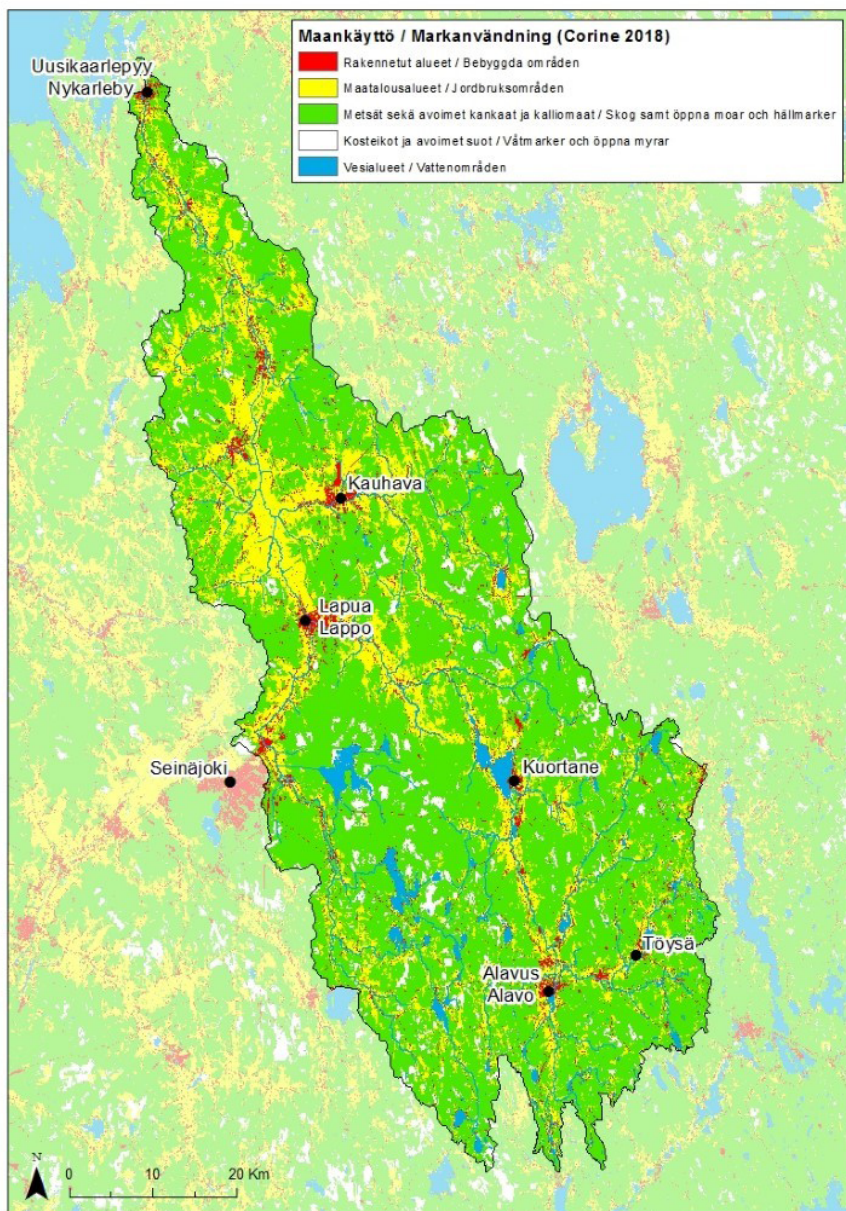 Maankäyttö / Markanvändning (Corine 2018)
Rakennetut alueet / Bebyggda områden
Maatalousalueet / Jordbruksområden
Metsät sekä avoimet kankaat ja kalliomaat / Skog samt öppna moar och hällmarker
Kosteikot ja avoimet suot / Våtmarker och öppna myrar
Vesialueet / Vattenområden
Uusikaarlepyy
Nykarleby
Kauhava
Lapua
Lappo
Seinäjoki
Kuortane
Töysä
Alavus
Alavo
N
0 10 20 Km